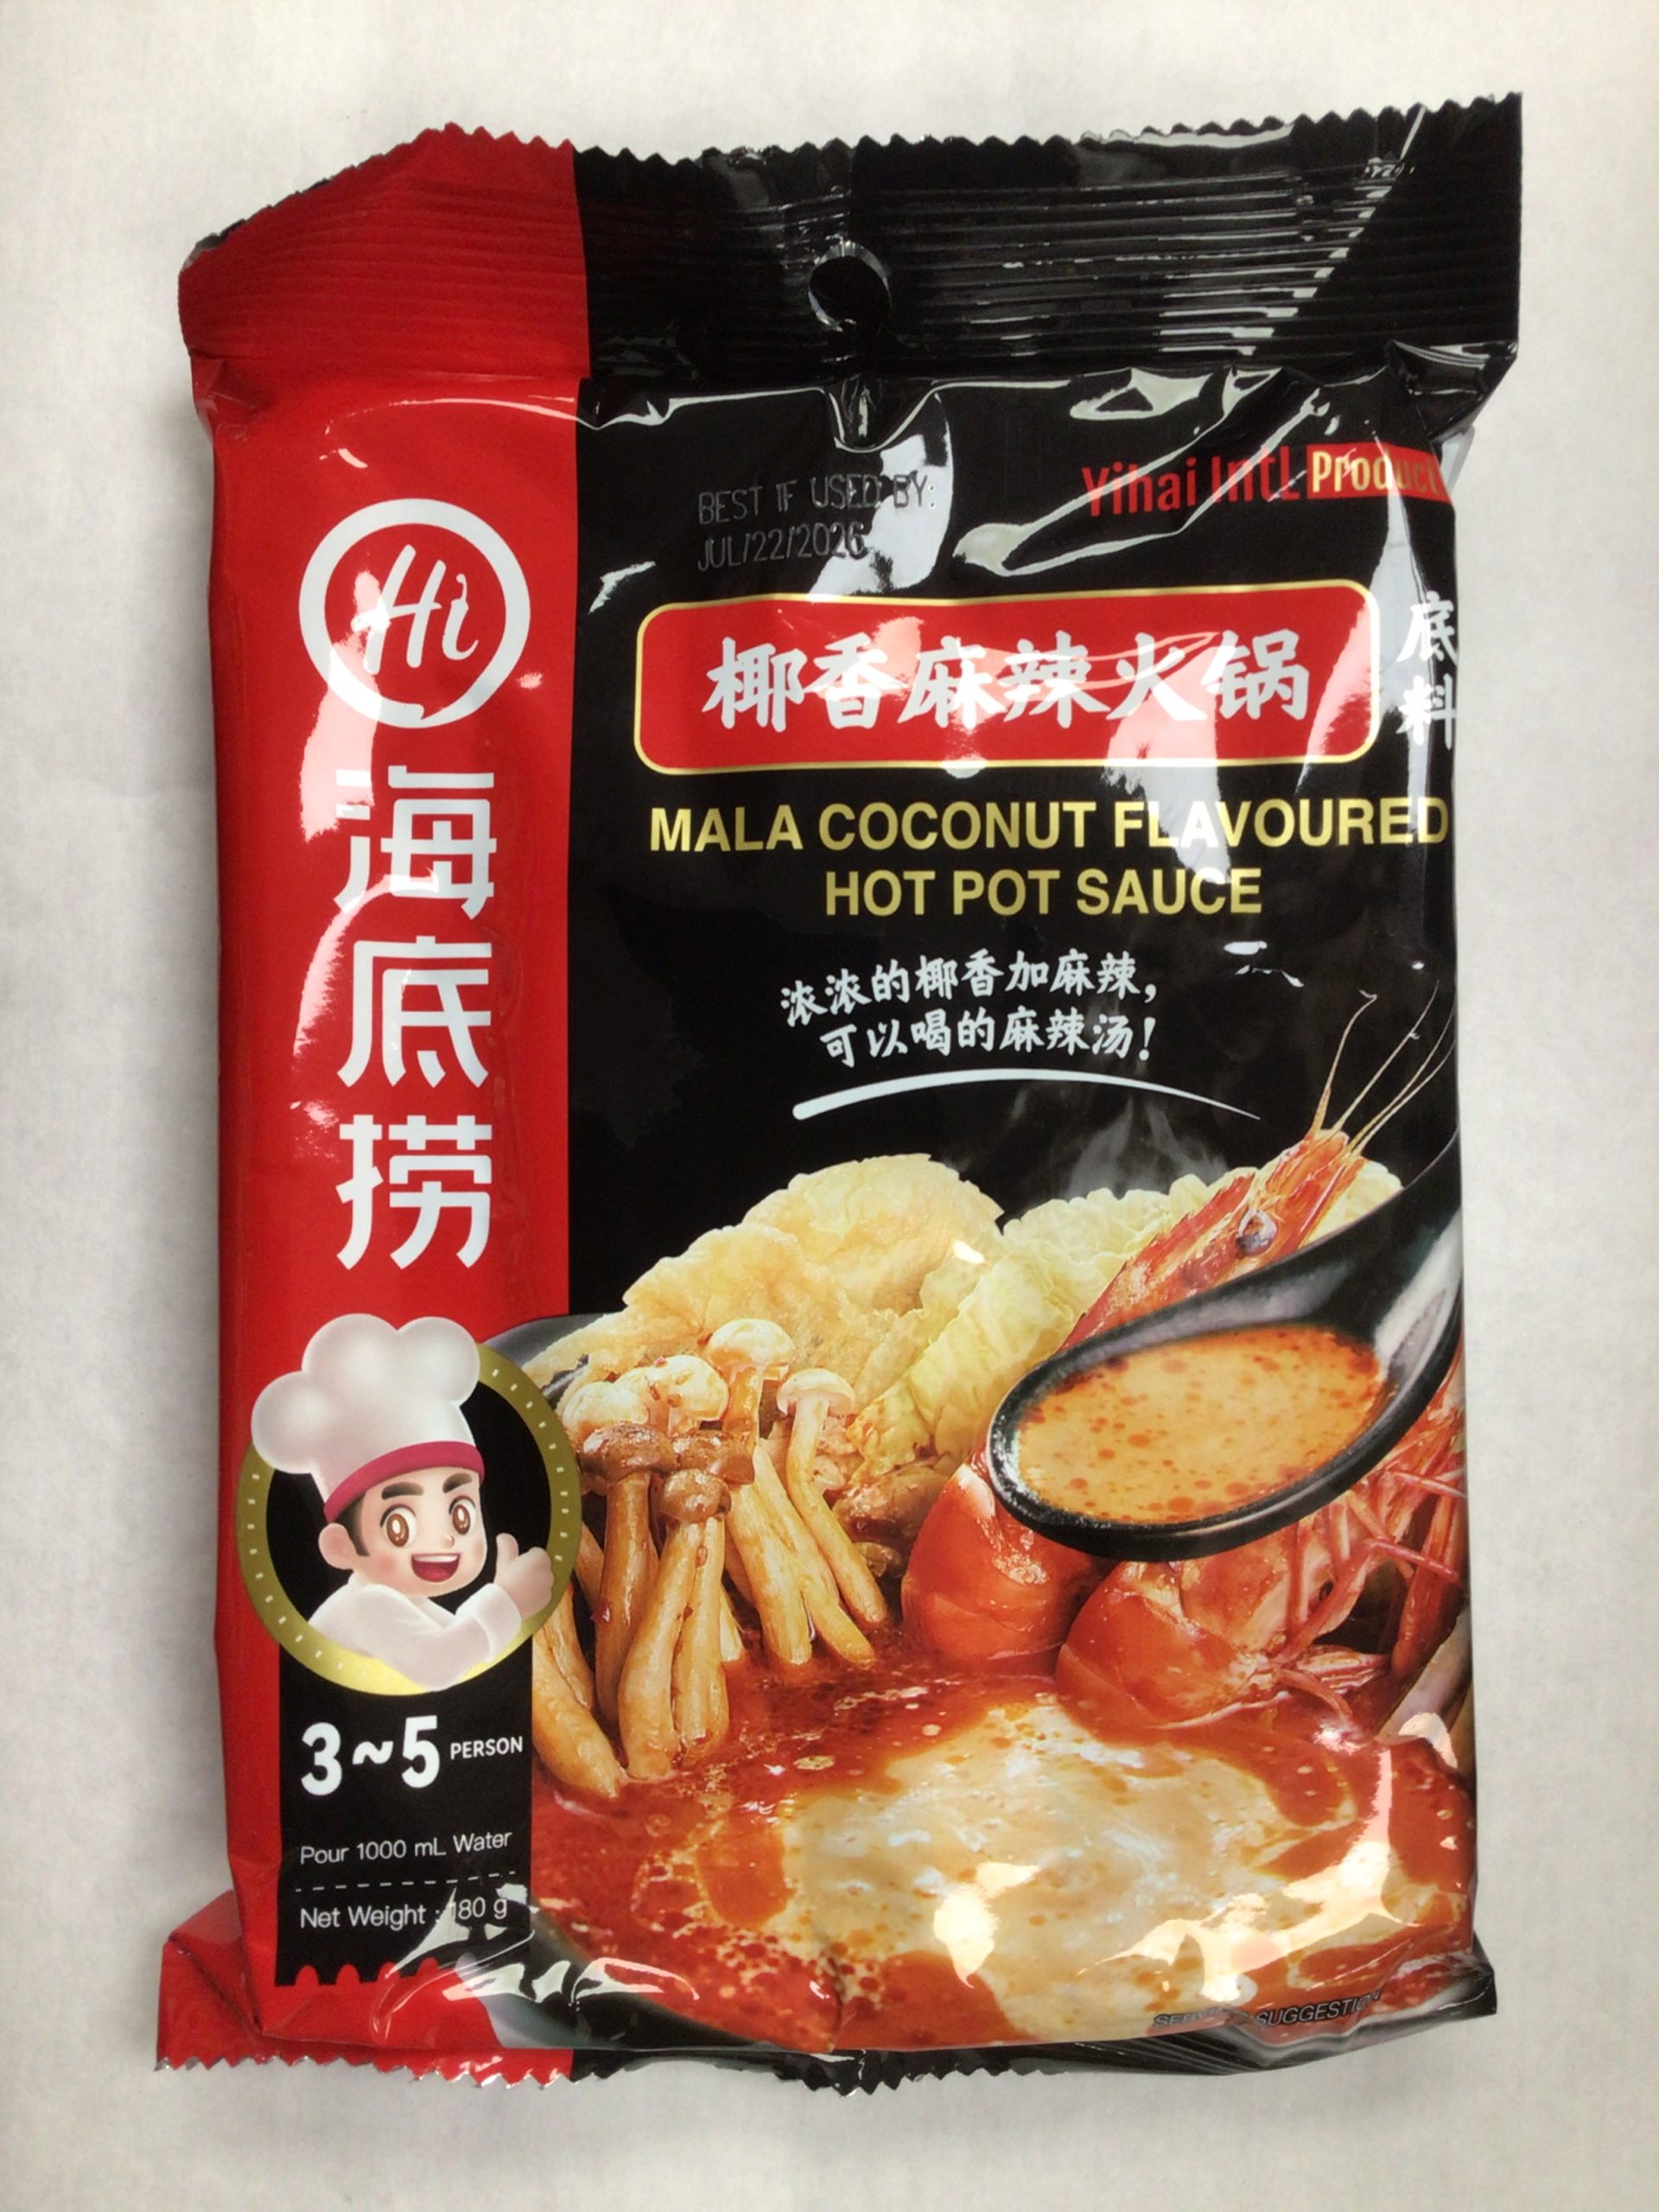 BEST IF USED BY:
JUL/22/2026
Yihai IntL Product
Hi
海底捞
椰香麻辣火锅
底料
MALA COCONUT FLAVOURED
HOT POT SAUCE
浓浓的椰香加麻辣，
可以喝的麻辣汤！
3~5 PERSON
Pour 1000 mL Water
Net Weight : 180 g
SERVING SUGGESTION